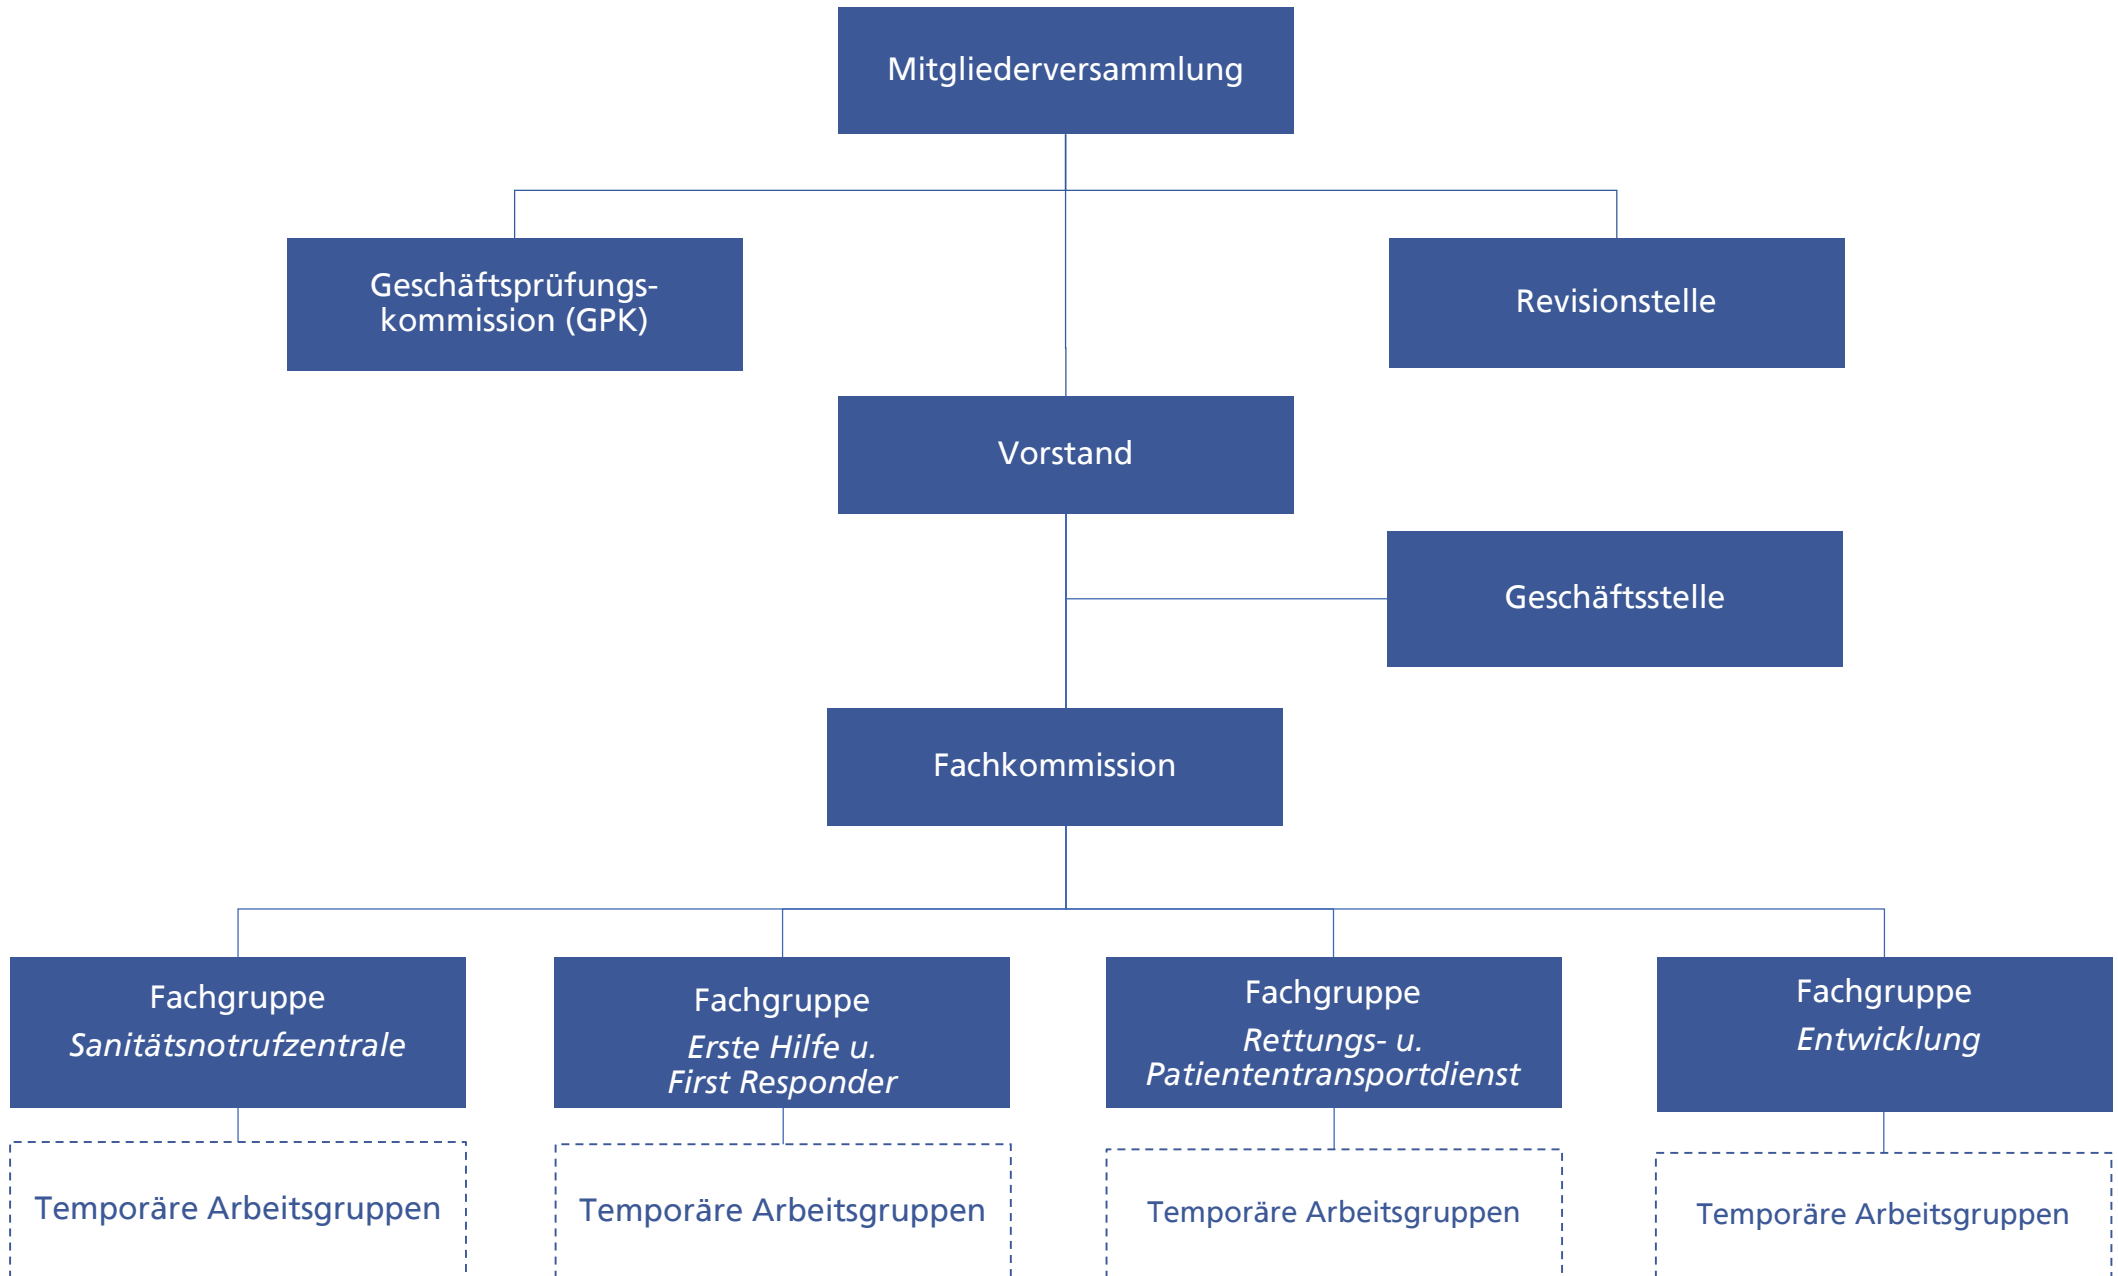 Mitgliederversammlung
Geschäftsprüfungs-
kommission (GPK)
Revisionstelle
Vorstand
Geschäftsstelle
Fachkommission
Fachgruppe
Sanitätsnotrufzentrale
Fachgruppe
Erste Hilfe u.
First Responder
Fachgruppe
Rettungs- u.
Patiententransportdienst
Fachgruppe
Entwicklung
Temporäre Arbeitsgruppen
Temporäre Arbeitsgruppen
Temporäre Arbeitsgruppen
Temporäre Arbeitsgruppen